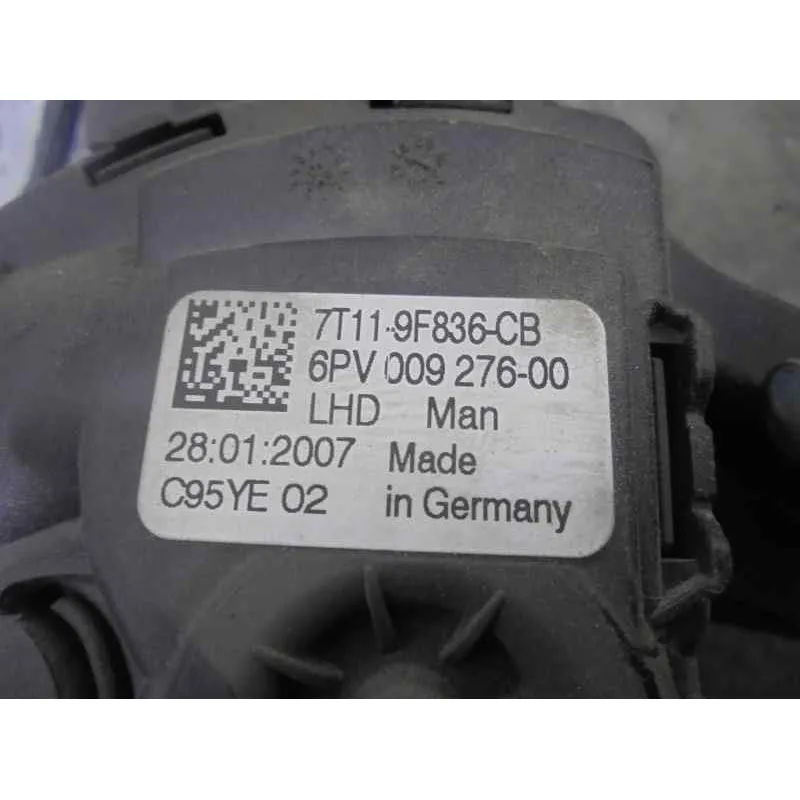 7T11-9F836-CB
6PV 009 276-00
LHD Man
28:01:2007 Made
C95YE 02 in Germany